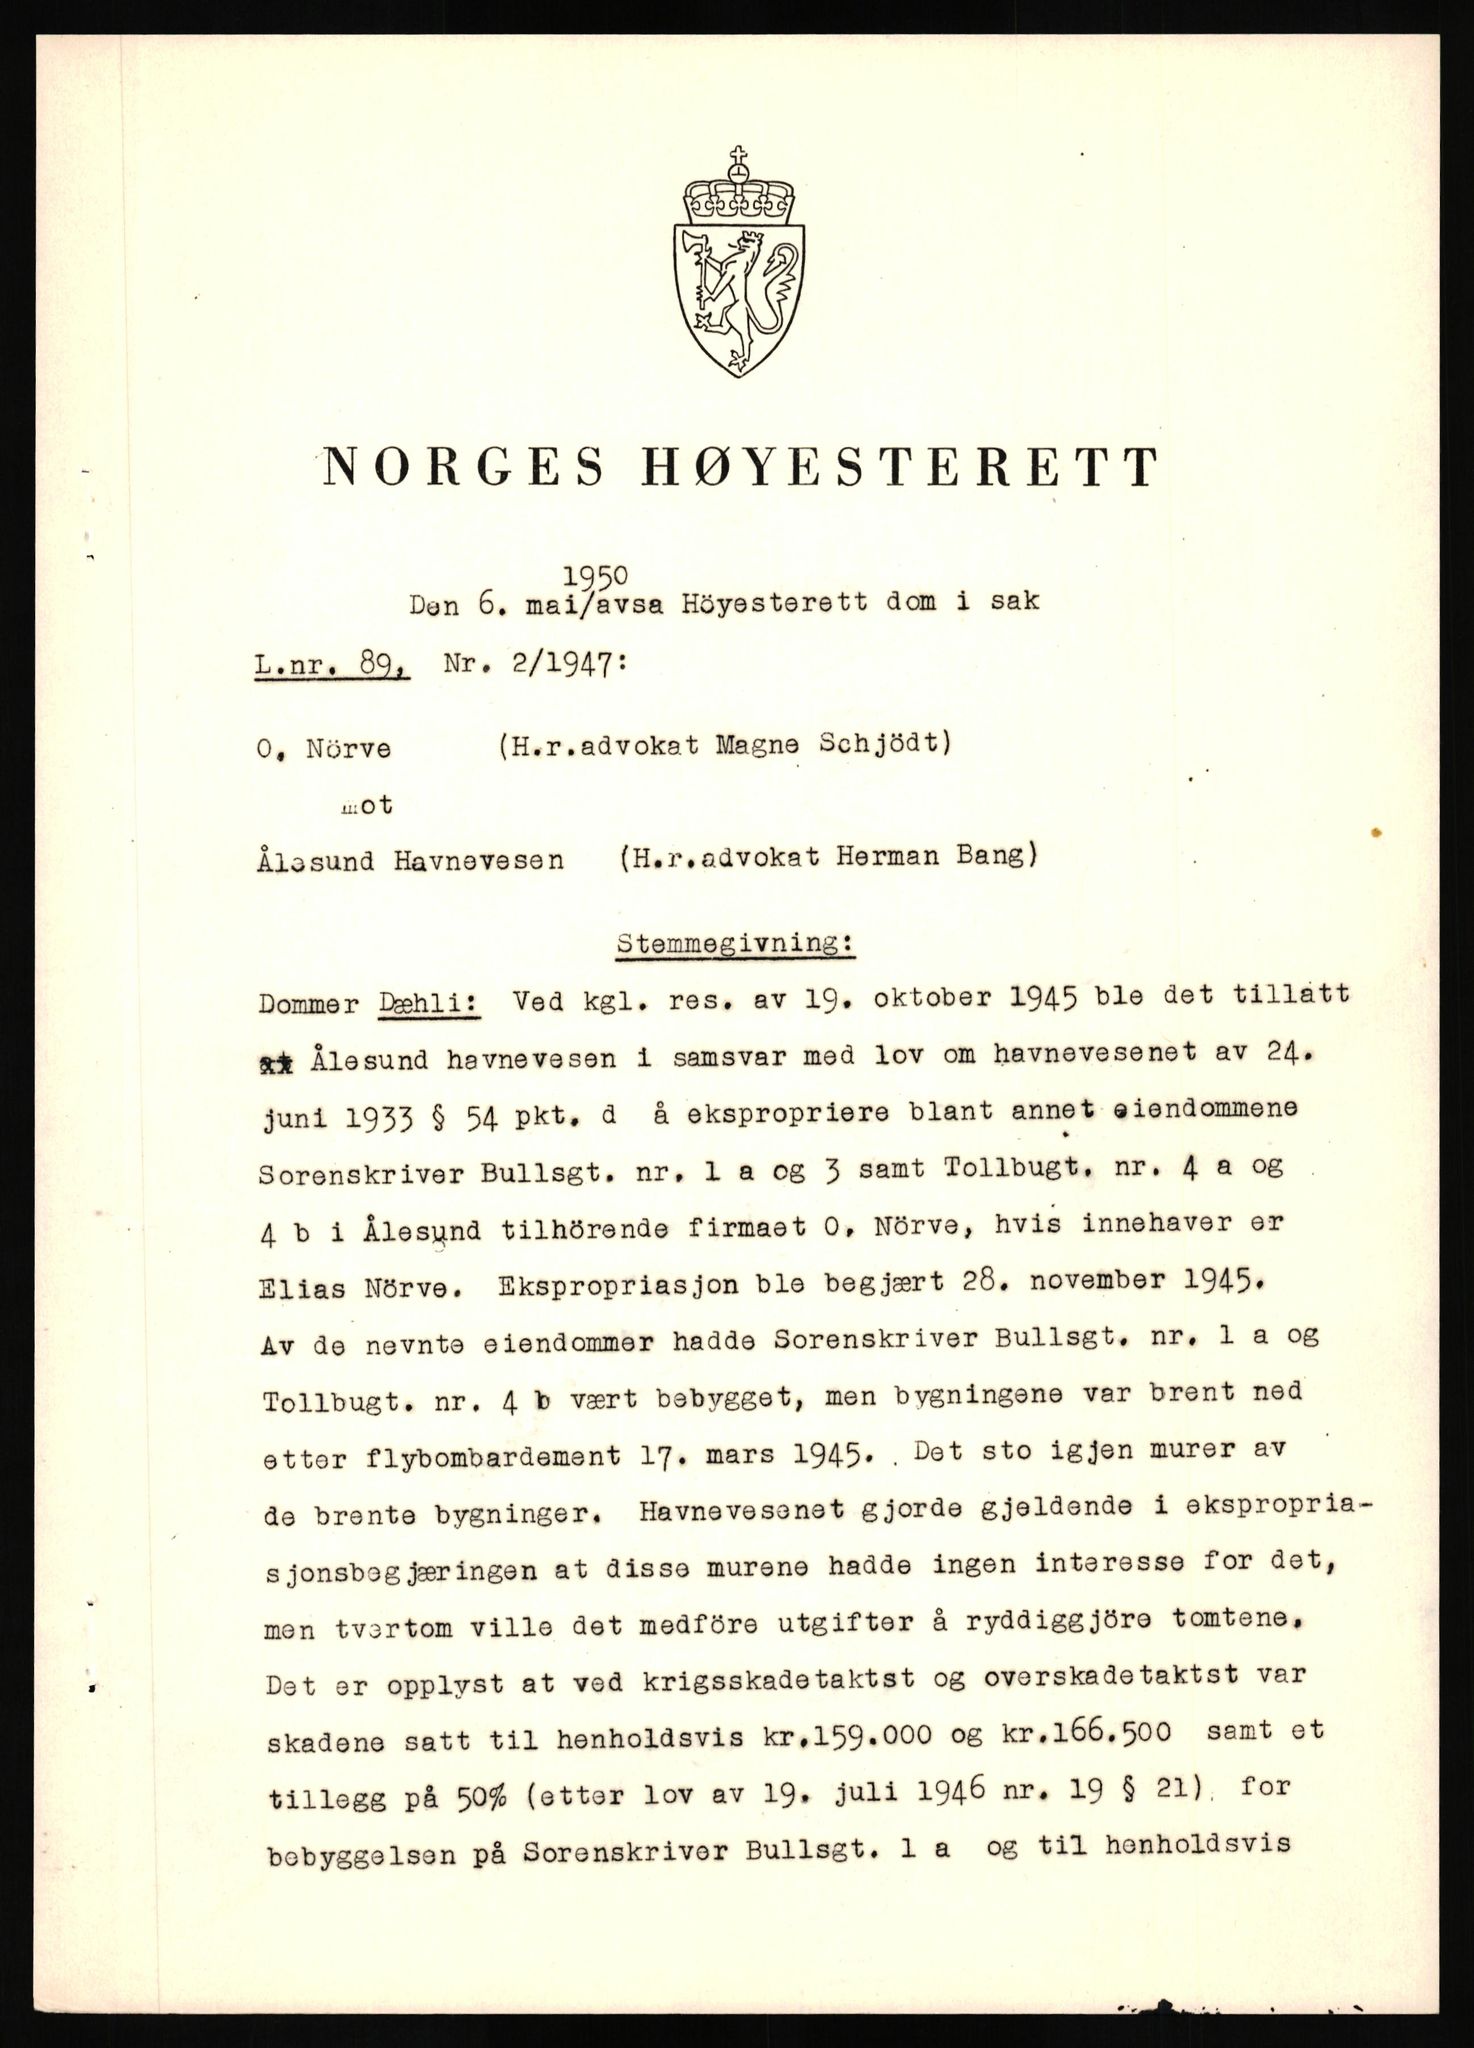 NORGES HØYESTERETT
1950
Den 6. mai/avsa Höyesterett dom i sak
L.nr. 89, Nr. 2/1947:
O. Nörve (H.r.advokat Magne Schjödt)
mot
Ålesund Havnevesen (H.r.advokat Herman Bang)
Stemmegivning:
Dommer Dæhli: Ved kgl. res. av 19. oktober 1945 ble det tillatt
Ålesund havnevesen i samsvar med lov om havnevesenet av 24.
juni 1933 § 54 pkt. d å ekspropriere blant annet eiendommene
Sorenskriver Bullsgt. nr. 1 a og 3 samt Tollbugt. nr. 4 a og
4 b i Ålesund tilhörende firmaet O. Nörve, hvis innehaver er
Elias Nörve. Ekspropriasjon ble begjært 28. november 1945.
Av de nevnte eiendommer hadde Sorenskriver Bullsgt. nr. 1 a og
Tollbugt. nr. 4 b vært bebygget, men bygningene var brent ned
etter flybombardement 17. mars 1945. Det sto igjen murer av
de brente bygninger. Havnevesenet gjorde gjeldende i ekspropria-
sjonsbegjæringen at disse murene hadde ingen interesse for det,
men tvertom ville det medföre utgifter å ryddiggjöre tomtene.
Det er opplyst at ved krigsskadetaktst og overskadetaktst var
skadene satt til henholdsvis kr.159.000 og kr.166.500 samt et
tillegg på 50% (etter lov av 19. juli 1946 nr. 19 § 21) for
bebyggelsen på Sorenskriver Bullsgt. 1 a og til henholdsvis